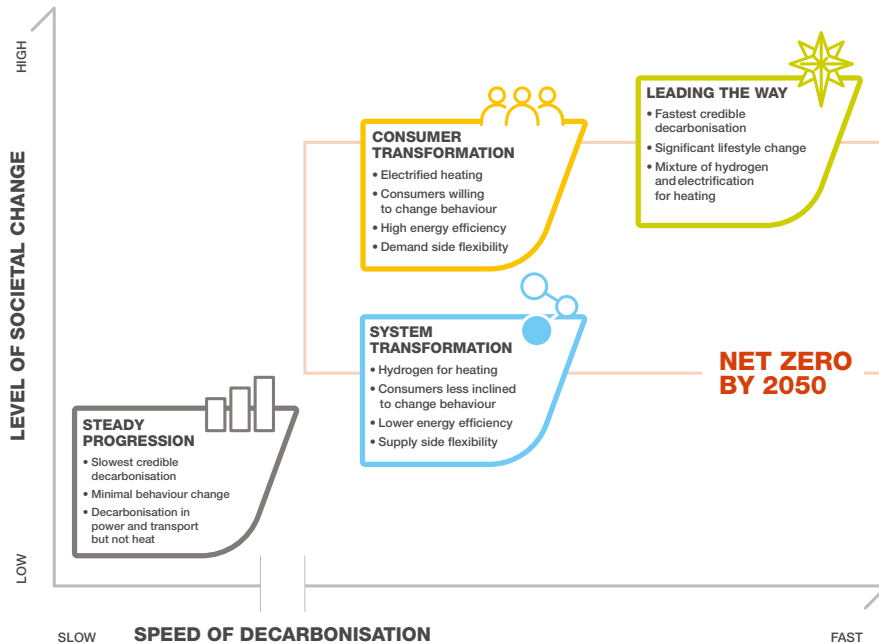 HIGH
LEVEL OF SOCIETAL CHANGE
LOW
LEADING THE WAY
• Fastest credible
decarbonisation
• Significant lifestyle change
• Mixture of hydrogen
and electrification
for heating
CONSUMER
TRANSFORMATION
• Electrified heating
• Consumers willing
to change behaviour
• High energy efficiency
• Demand side flexibility
SYSTEM
TRANSFORMATION
• Hydrogen for heating
• Consumers less inclined
to change behaviour
• Lower energy efficiency
• Supply side flexibility
NET ZERO
BY 2050
STEADY
PROGRESSION
• Slowest credible
decarbonisation
• Minimal behaviour change
• Decarbonisation in
power and transport
but not heat
SLOW
SPEED OF DECARBONISATION
FAST